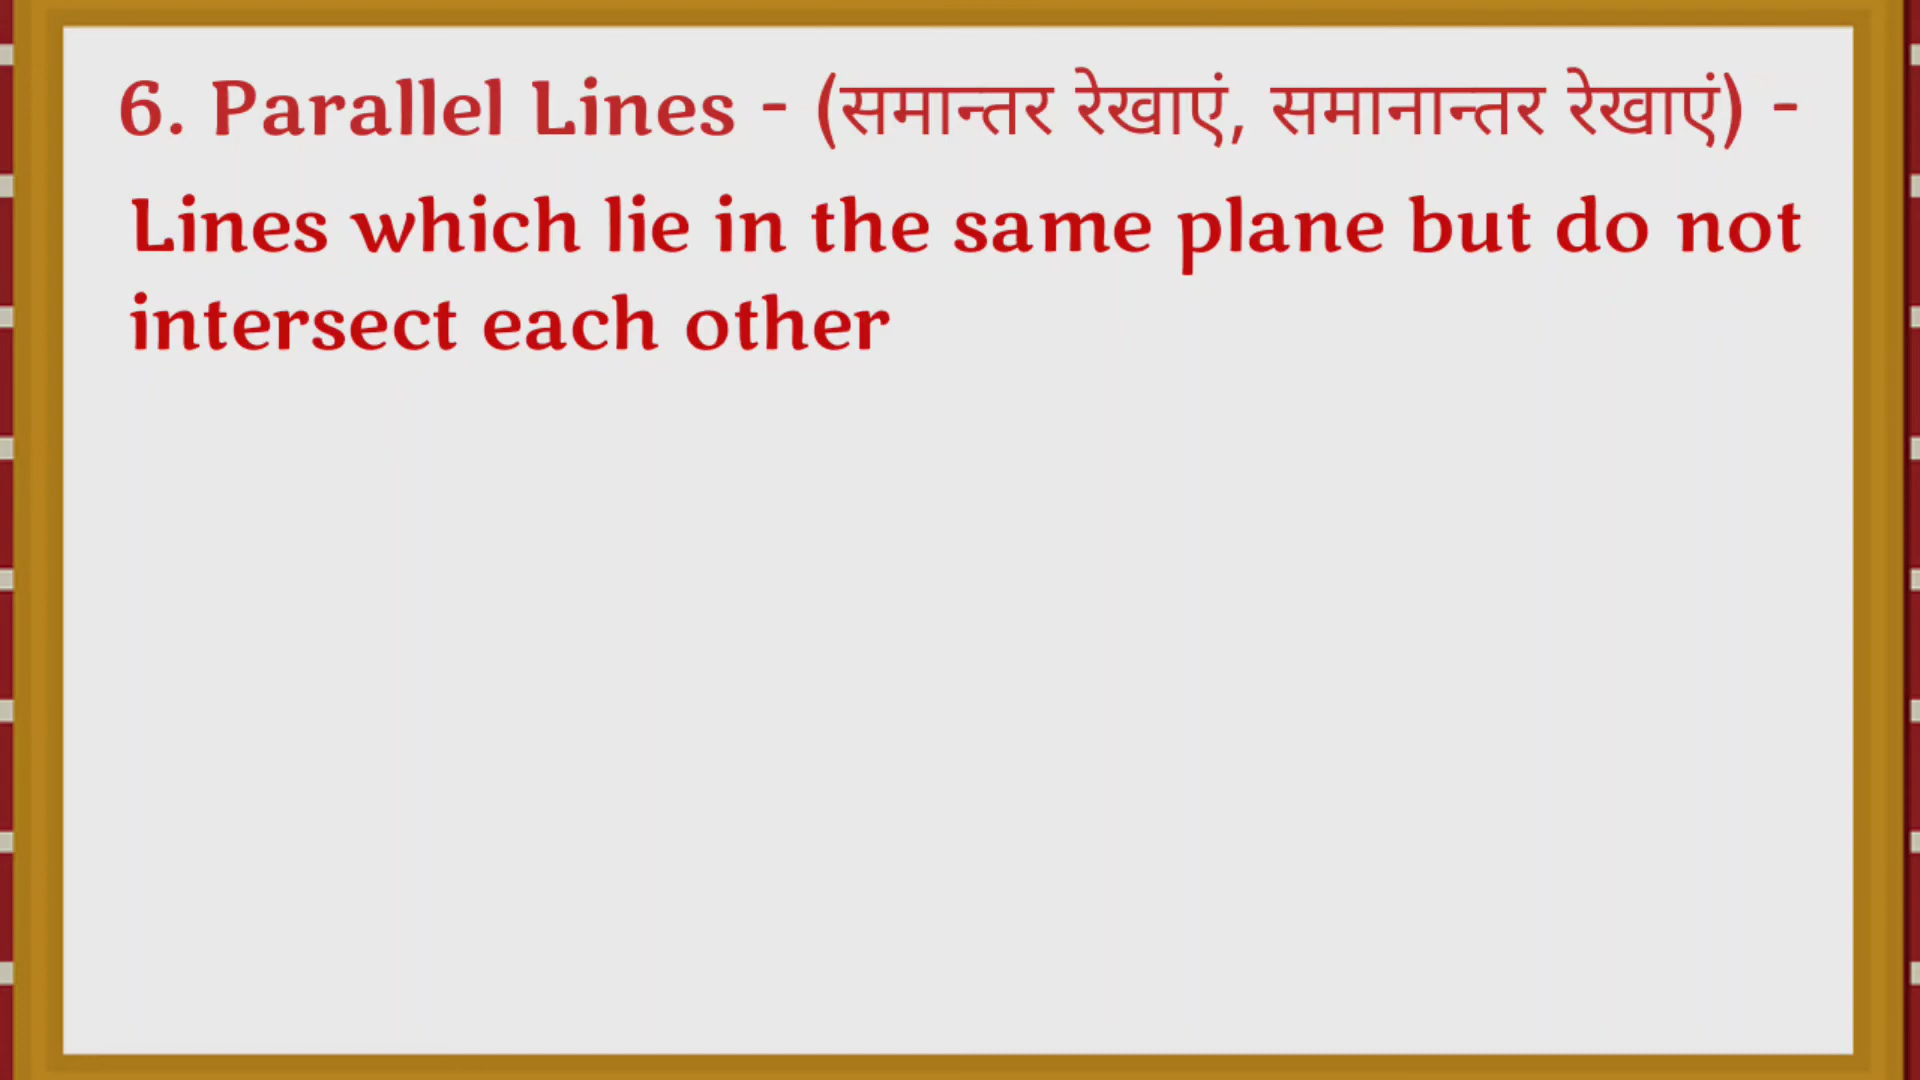 6. Parallel Lines - (समान्तर रेखाएं, समानान्तर रेखाएं) -
Lines which lie in the same plane but do not
intersect each other